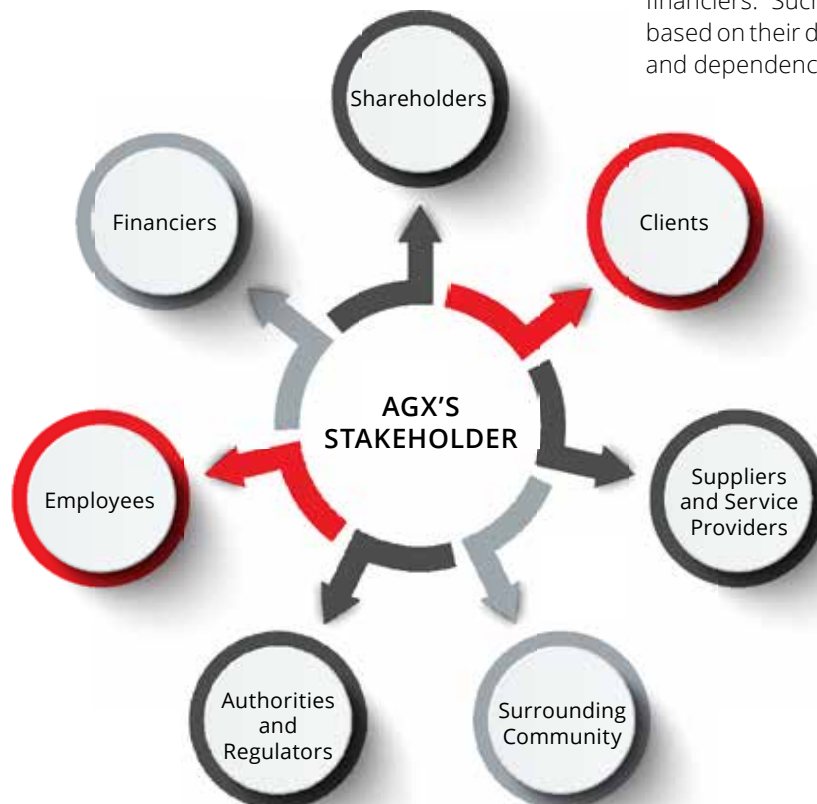 financiers. Such
based on their d
and dependenc
Shareholders
Clients
Suppliers
and Service
Providers
Surrounding
Community
Authorities
and
Regulators
Employees
Financiers
AGX’S
STAKEHOLDER